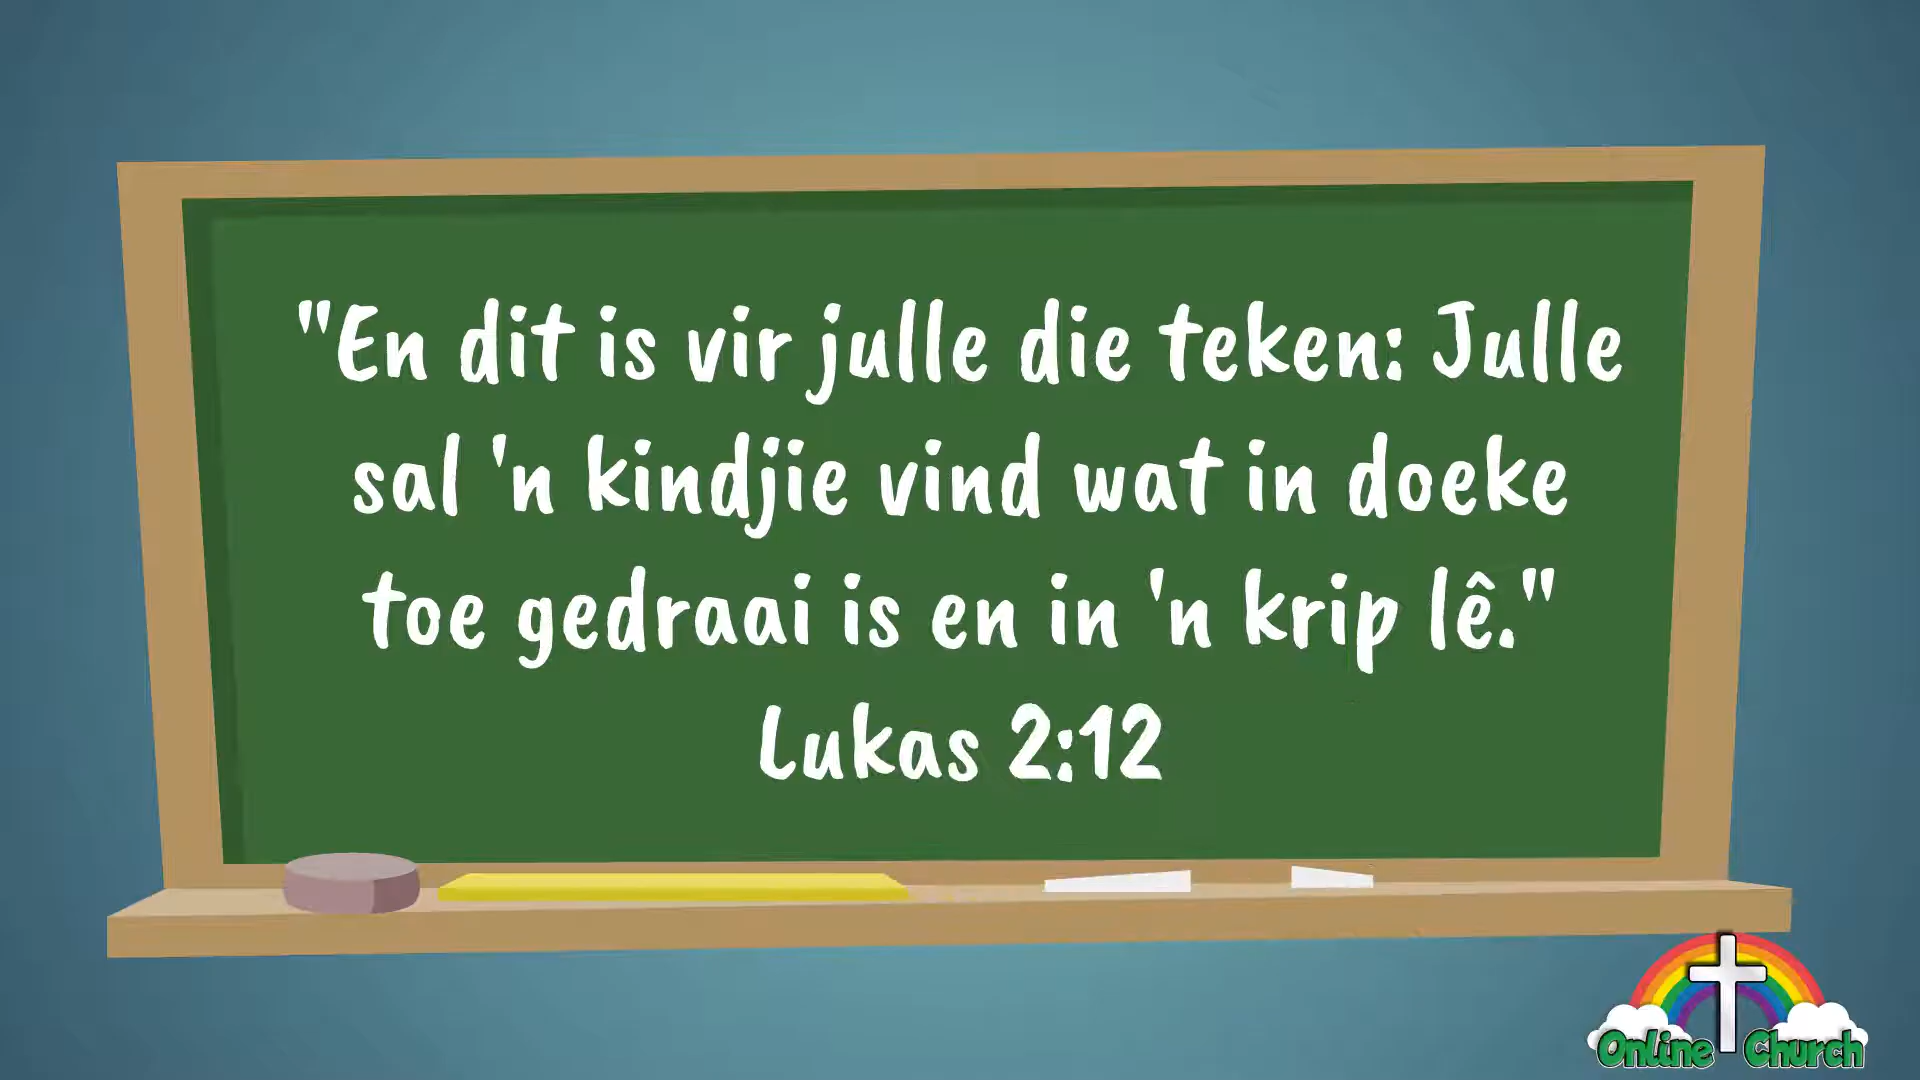 "En dit is vir julle die teken: Julle
sal 'n kindjie vind wat in doeke
toe gedraai is en in 'n krip lê."
Lukas 2:12
Online Church